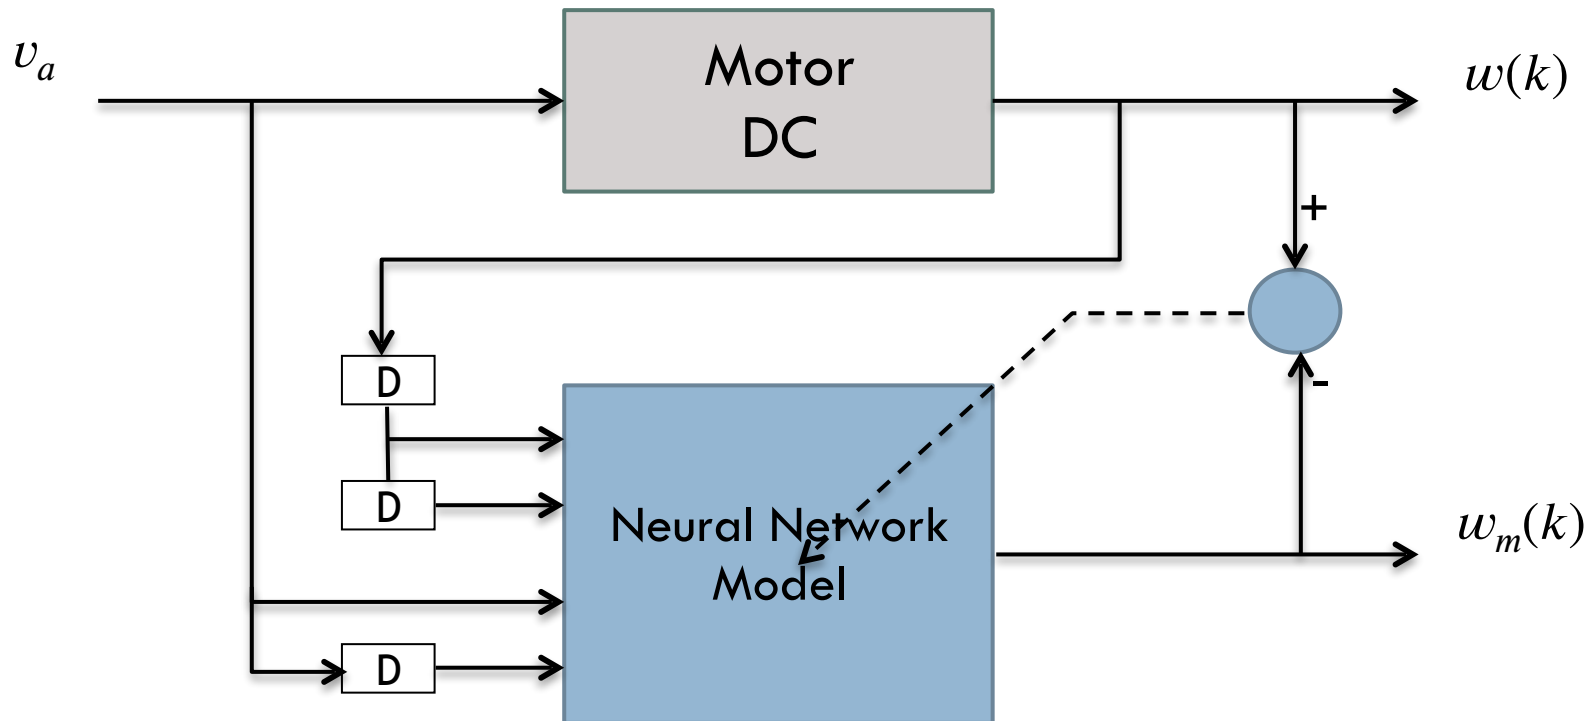 v_a
Motor
DC
w(k)
+
D
-
D
Neural Network
Model
w_m(k)
D